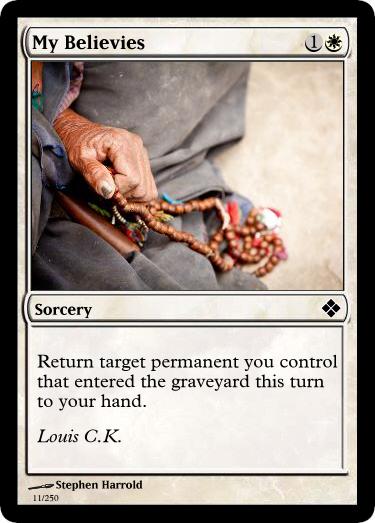 My Believies 1
Sorcery
Return target permanent you control
that entered the graveyard this turn
to your hand.
Louis C.K.
Stephen Harrold
11/250